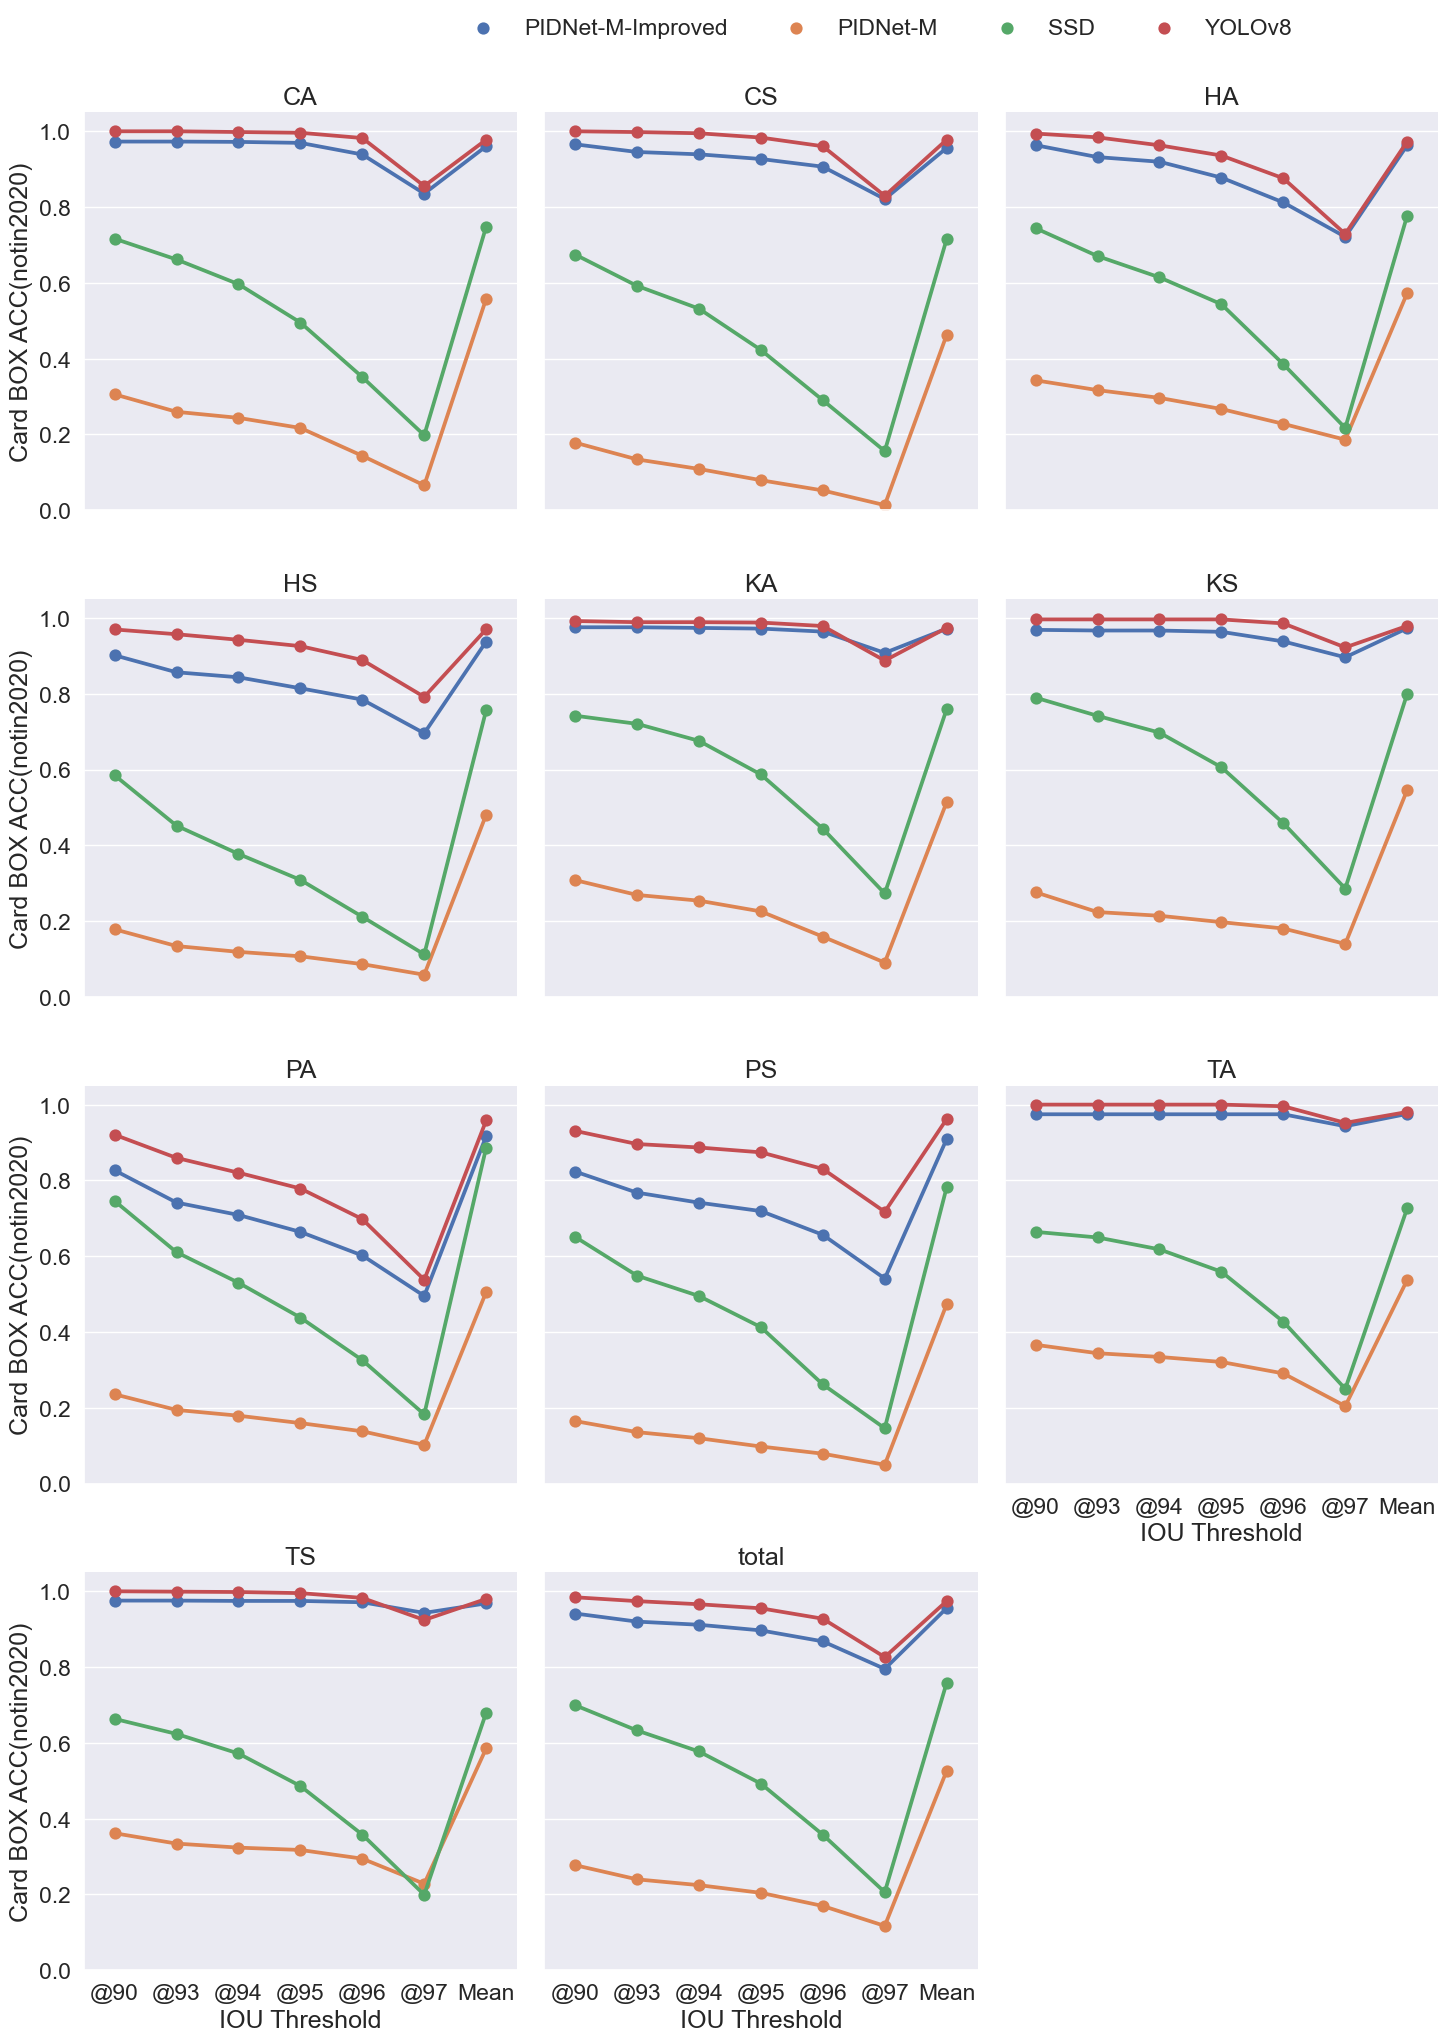 PIDNet-M-Improved PIDNet-M SSD YOLOv8
CA CS HA
1.0
0.8
0.6
0.4
0.2
0.0
Card BOX ACC(notin2020)
HS KA KS
1.0
0.8
0.6
0.4
0.2
0.0
Card BOX ACC(notin2020)
PA PS TA
1.0
0.8
0.6
0.4
0.2
0.0
Card BOX ACC(notin2020)
@90 @93 @94 @95 @96 @97 Mean
IOU Threshold
TS total
1.0
0.8
0.6
0.4
0.2
0.0
Card BOX ACC(notin2020)
@90 @93 @94 @95 @96 @97 Mean @90 @93 @94 @95 @96 @97 Mean
IOU Threshold IOU Threshold